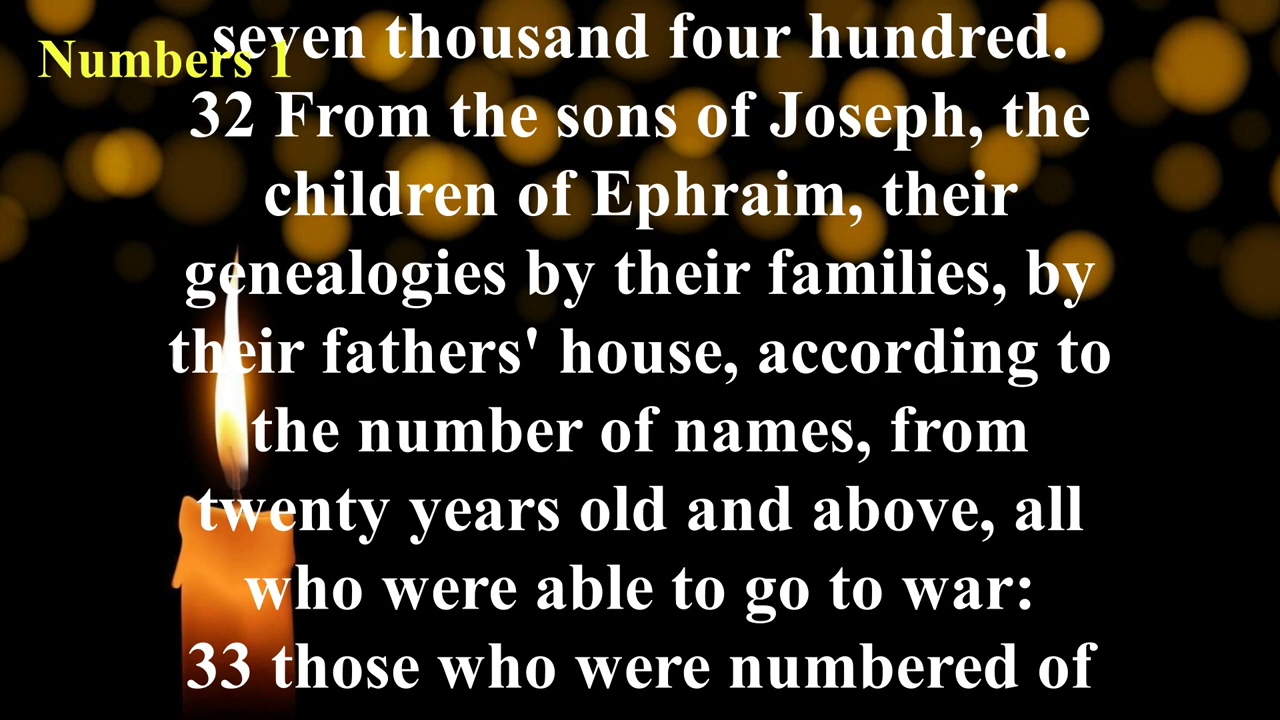 seven thousand four hundred.
Numbers 1
32 From the sons of Joseph, the
children of Ephraim, their
genealogies by their families, by
their fathers' house, according to
the number of names, from
twenty years old and above, all
who were able to go to war:
33 those who were numbered of